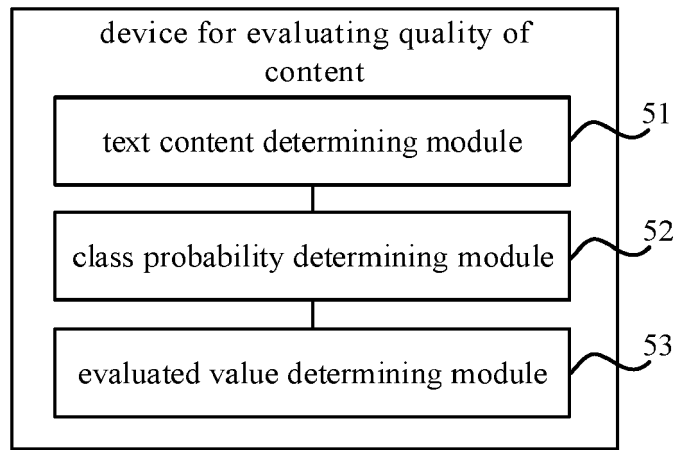 device for evaluating quality of
content
text content determining module
51
class probability determining module
52
evaluated value determining module
53